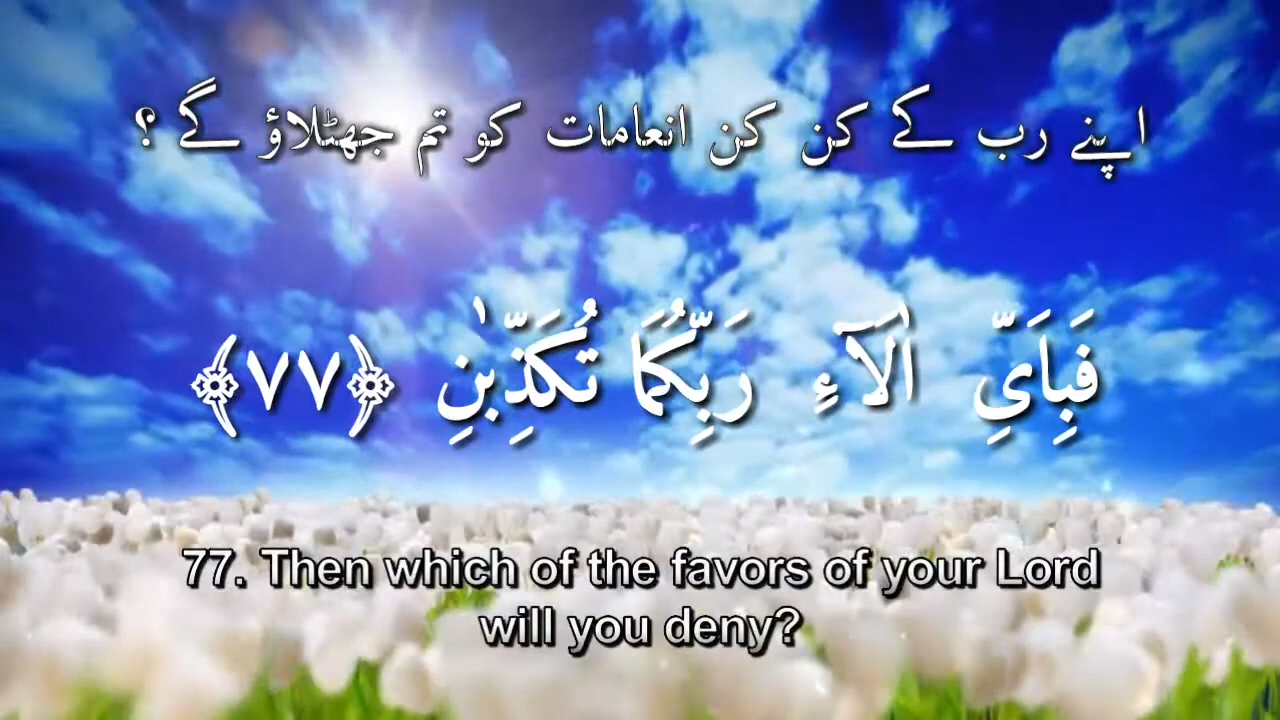 اپنے رب کے کن کن انعامات کو تم جھٹلاؤ گے ؟
فَبِاَىِّ اٰلَآءِ رَبِّكُمَا تُكَذِّبٰنِ ﴿۷۷﴾
77. Then which of the favors of your Lord
will you deny?